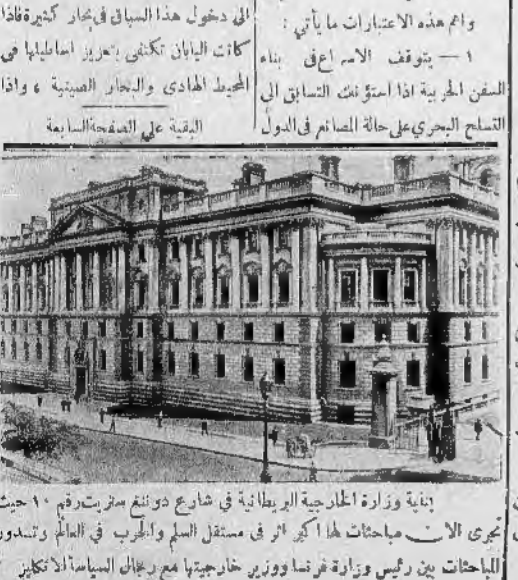 واهم هذه الاعتبارات ما يأتي :
١ — يتوقف الاسراع في بناء
السفن الحربية اذا استؤنف التسابق الى
التسلح البحري على حالة المصانع في الدول
الى دخول هذا السباق في بحار كثيرة فاذا
كانت اليابان تكتفي بتعزيز اساطيلها في
المحيط الهادى والبحار الصينية ، واذا
البقية على الصفحة السابعة
بناية وزارة الخارجية البريطانية في شارع دوننغ ستريت رقم ١٠ حيث
تجرى الآن مباحثات لها اكبر اثر في مستقبل السلم والحرب في العالم وتدور
المباحثات بين رئيس وزارة فرنسا ووزير خارجيتها مع رجال السياسة الانكليز